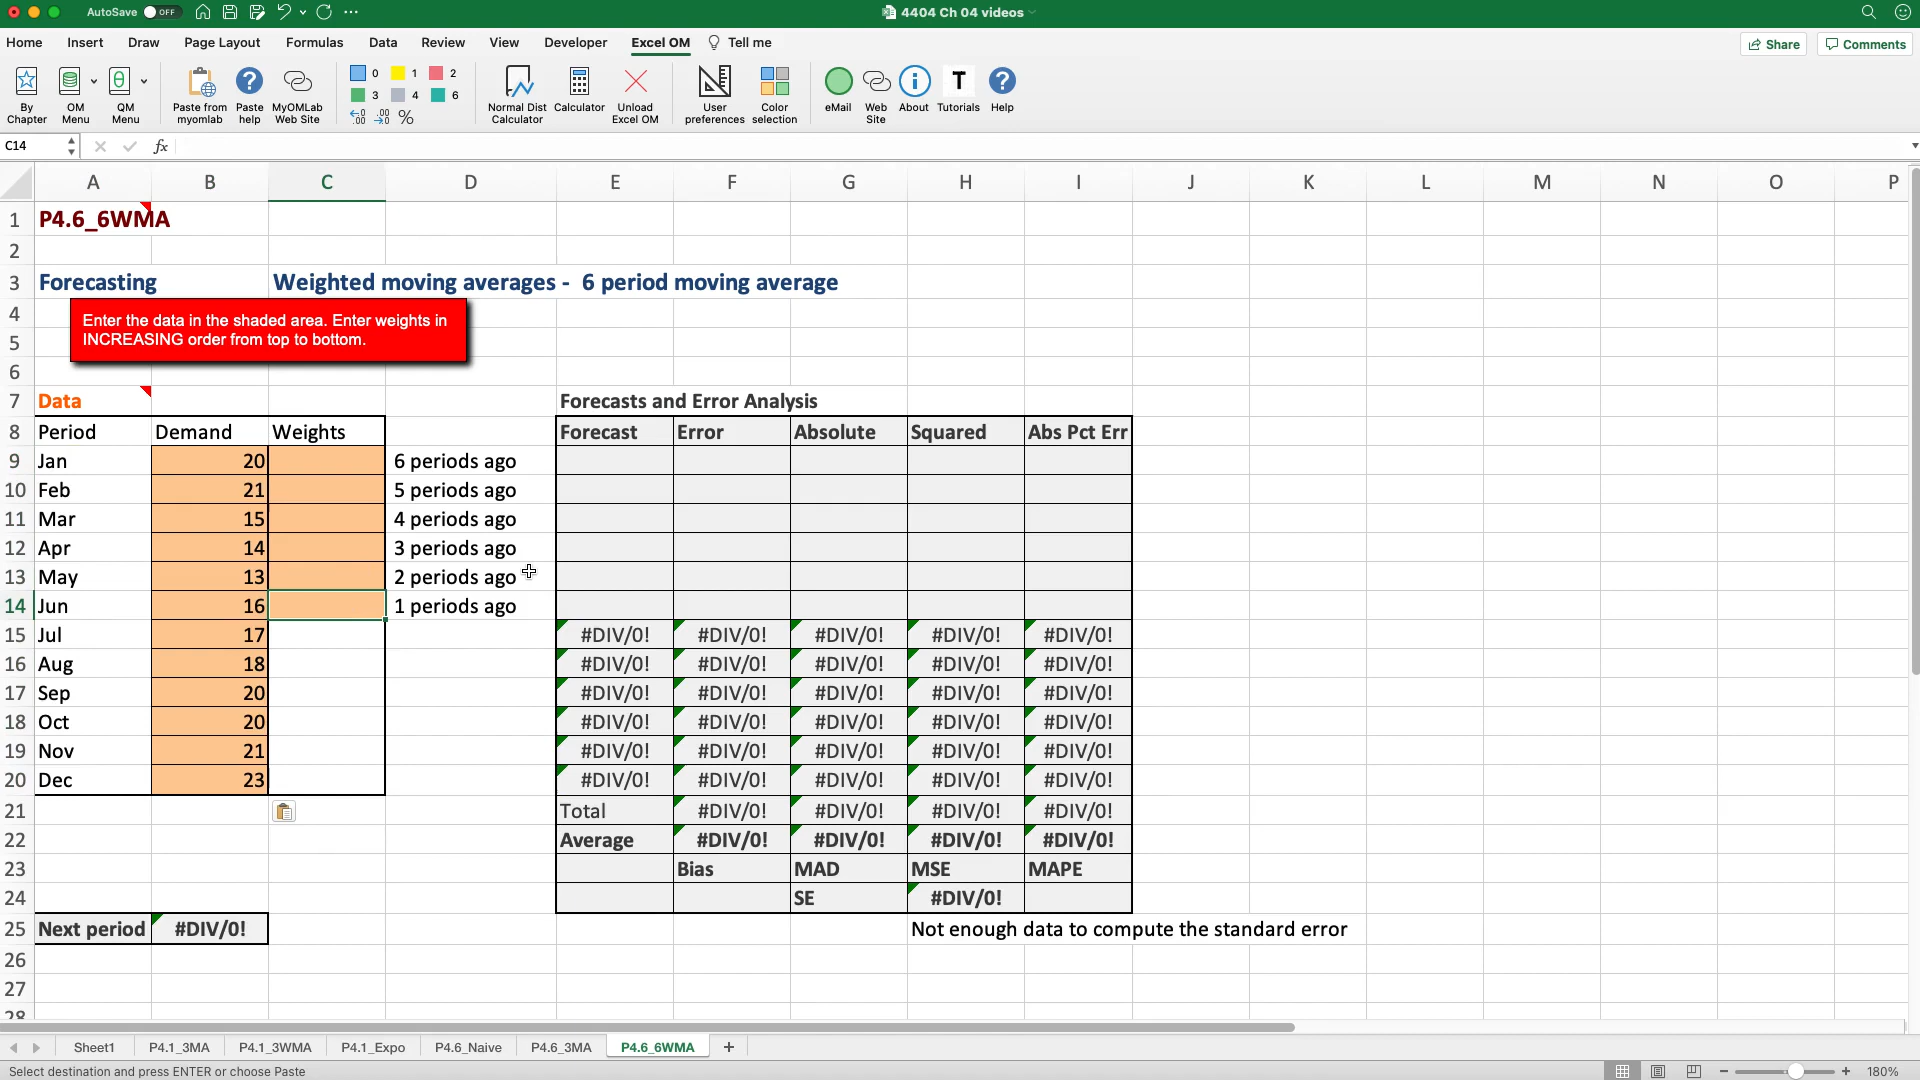 AutoSave OFF
4404 Ch 04 videos
Home Insert Draw Page Layout Formulas Data Review View Developer Excel OM Tell me Share Comments
0 1 2
3 4 6
By Chapter OM Menu QM Menu Paste from myomlab Paste help MyOMLab Web Site Normal Dist Calculator Calculator Unload Excel OM User preferences Color selection eMail Web Site About Tutorials Help
C14 fx
A B C D E F G H I J K L M N O P
1 P4.6_6WMA
2
3 Forecasting Weighted moving averages - 6 period moving average
4 Enter the data in the shaded area. Enter weights in
5 INCREASING order from top to bottom.
6
7 Data Forecasts and Error Analysis
8 Period Demand Weights Forecast Error Absolute Squared Abs Pct Err
9 Jan 20 6 periods ago
10 Feb 21 5 periods ago
11 Mar 15 4 periods ago
12 Apr 14 3 periods ago
13 May 13 2 periods ago
14 Jun 16 1 periods ago
15 Jul 17 #DIV/0! #DIV/0! #DIV/0! #DIV/0! #DIV/0!
16 Aug 18 #DIV/0! #DIV/0! #DIV/0! #DIV/0! #DIV/0!
17 Sep 20 #DIV/0! #DIV/0! #DIV/0! #DIV/0! #DIV/0!
18 Oct 20 #DIV/0! #DIV/0! #DIV/0! #DIV/0! #DIV/0!
19 Nov 21 #DIV/0! #DIV/0! #DIV/0! #DIV/0! #DIV/0!
20 Dec 23 #DIV/0! #DIV/0! #DIV/0! #DIV/0! #DIV/0!
21 Total #DIV/0! #DIV/0! #DIV/0! #DIV/0!
22 Average #DIV/0! #DIV/0! #DIV/0! #DIV/0!
23 Bias MAD MSE MAPE
24 SE #DIV/0!
25 Next period #DIV/0! Not enough data to compute the standard error
26
27
28
Sheet1 P4.1_3MA P4.1_3WMA P4.1_Expo P4.6_Naive P4.6_3MA P4.6_6WMA +
Select destination and press ENTER or choose Paste 180%